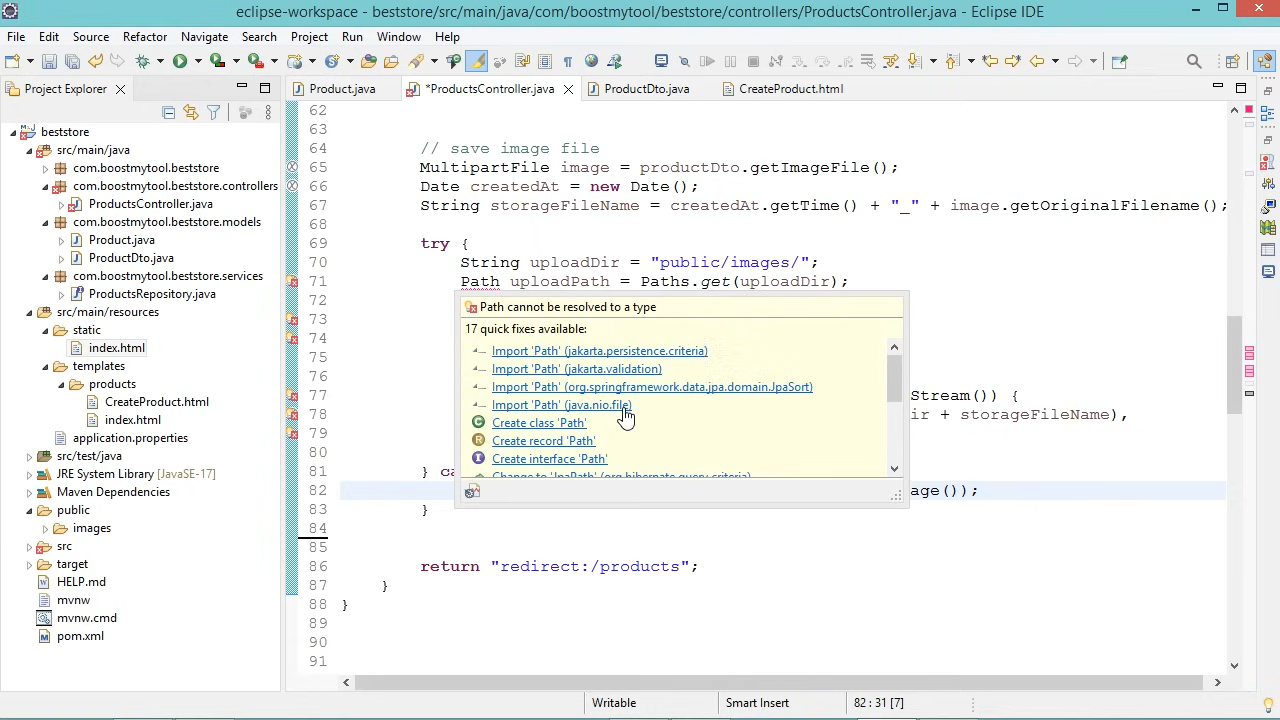 eclipse-workspace - beststore/src/main/java/com/boostmytool/beststore/controllers/ProductsController.java - Eclipse IDE
File Edit Source Refactor Navigate Search Project Run Window Help
Project Explorer
Product.java *ProductsController.java ProductDto.java CreateProduct.html
beststore
src/main/java
com.boostmytool.beststore
com.boostmytool.beststore.controllers
ProductsController.java
com.boostmytool.beststore.models
Product.java
ProductDto.java
com.boostmytool.beststore.services
ProductsRepository.java
src/main/resources
static
index.html
templates
products
CreateProduct.html
index.html
application.properties
src/test/java
JRE System Library [JavaSE-17]
Maven Dependencies
public
images
src
target
HELP.md
mvnw
mvnw.cmd
pom.xml
62
63
64 // save image file
65 MultipartFile image = productDto.getImageFile();
66 Date createdAt = new Date();
67 String storageFileName = createdAt.getTime() + "_" + image.getOriginalFilename();
68
69 try {
70 String uploadDir = "public/images/";
71 Path uploadPath = Paths.get(uploadDir);
72
73
74
75
76
77 Stream()) {
78 ir + storageFileName),
79
80
81 } ca
82 age());
83 }
84
85
86 return "redirect:/products";
87 }
88 }
89
90
91
Path cannot be resolved to a type
17 quick fixes available:
Import 'Path' (jakarta.persistence.criteria)
Import 'Path' (jakarta.validation)
Import 'Path' (org.springframework.data.jpa.domain.JpaSort)
Import 'Path' (java.nio.file)
Create class 'Path'
Create record 'Path'
Create interface 'Path'
Change to 'JpaPath' (org.hibernate.query.criteria)
Writable Smart Insert 82 : 31 [7]